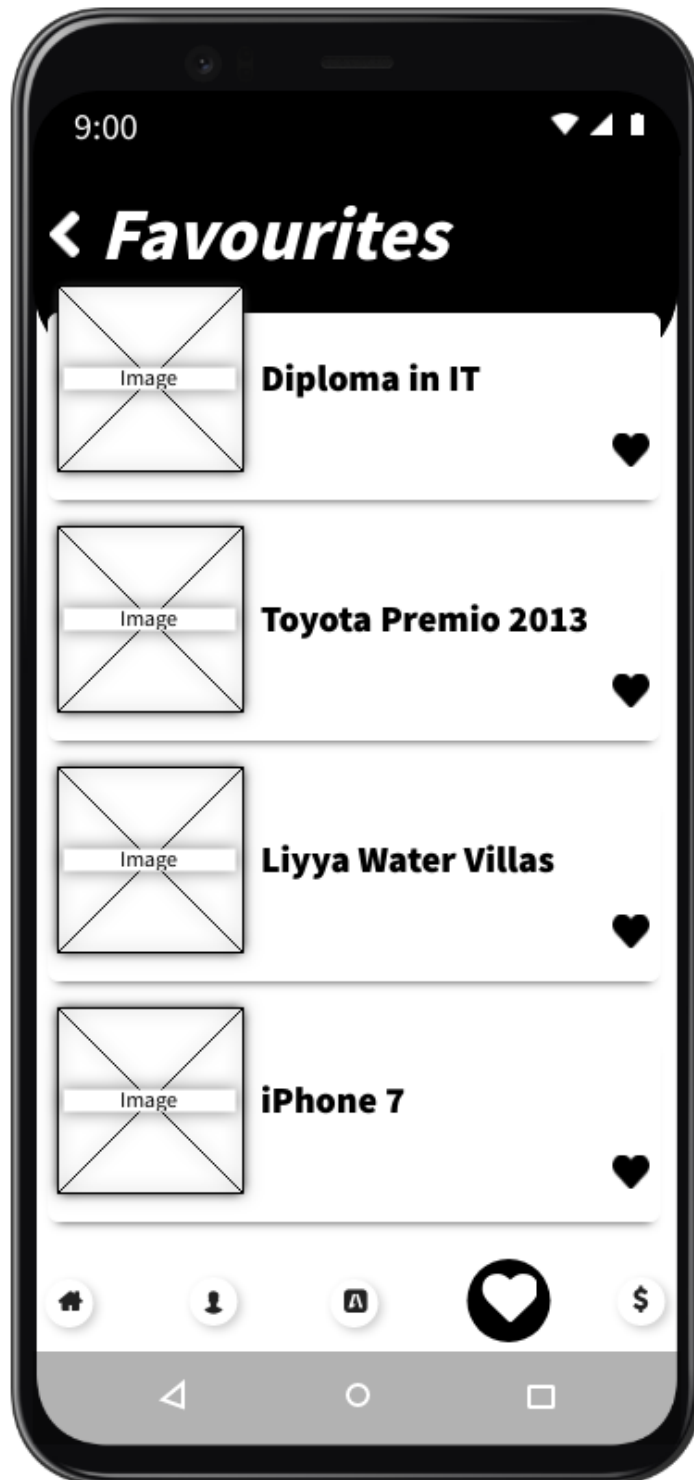 9:00
Favourites
Image
Diploma in IT
Image
Toyota Premio 2013
Image
Liyya Water Villas
Image
iPhone 7
$